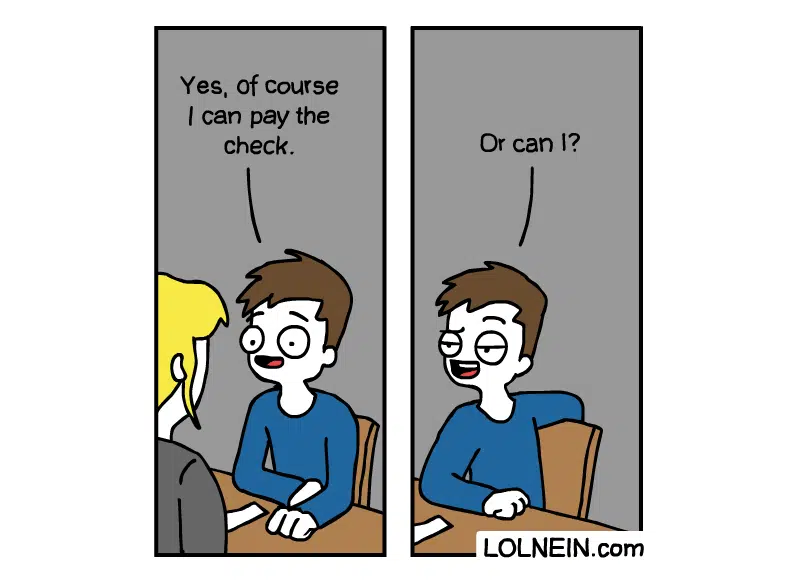 Yes, of course
I can pay the
check.
Or can I?
LOLNEIN.com